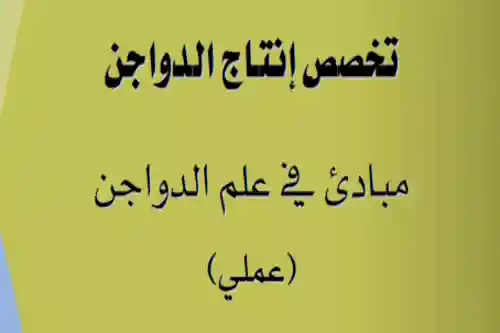 تخصص إنتاج الدواجن
مبادئ في علم الدواجن
(عملي)